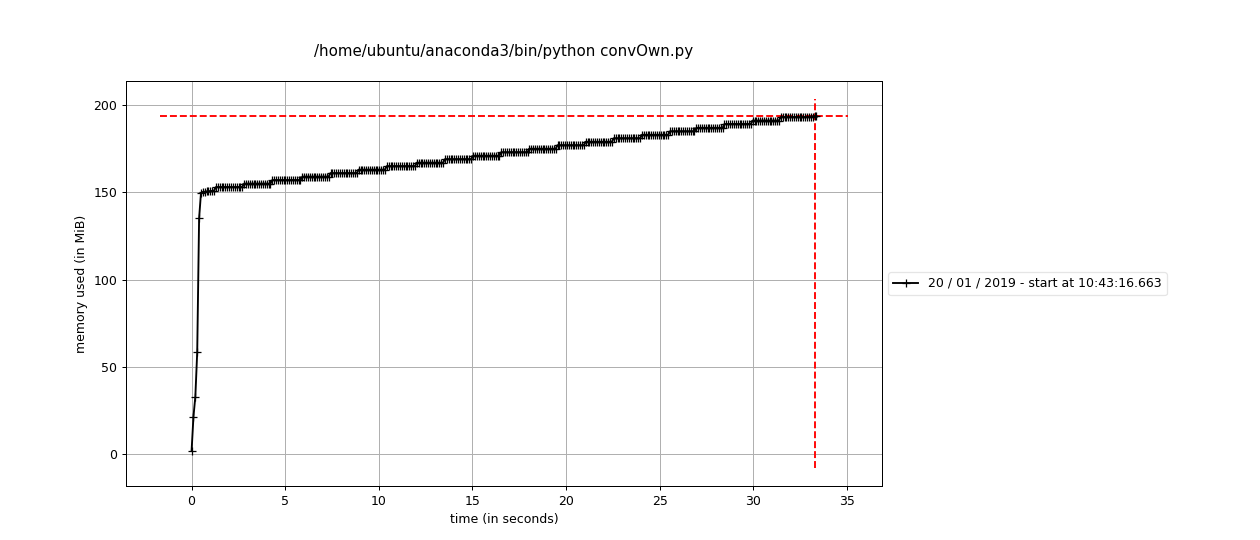 /home/ubuntu/anaconda3/bin/python convOwn.py
memory used (in MiB)
200
150
100
50
0
0 5 10 15 20 25 30 35
time (in seconds)
20 / 01 / 2019 - start at 10:43:16.663